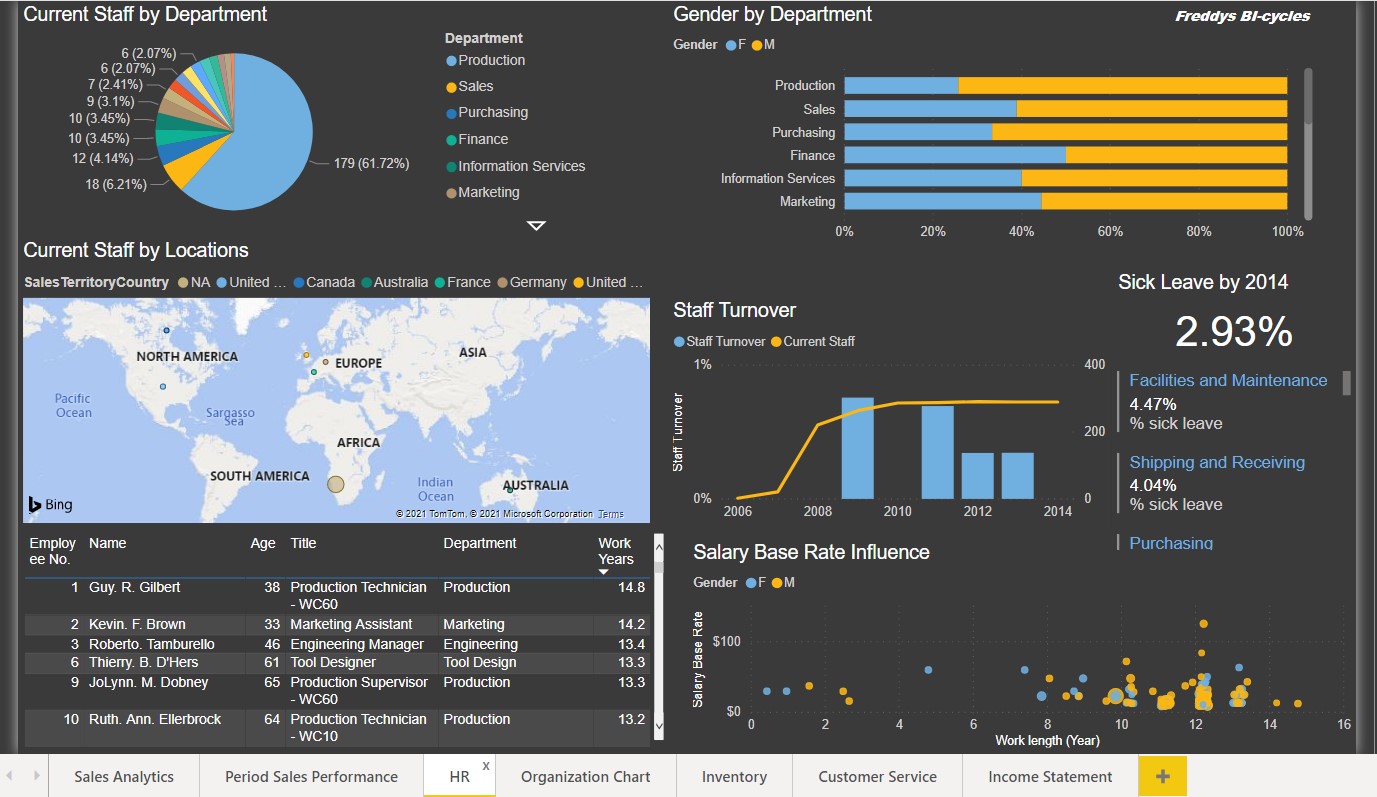 Current Staff by Department
6 (2.07%)
6 (2.07%)
7 (2.41%)
9 (3.1%)
10 (3.45%)
10 (3.45%)
12 (4.14%)
18 (6.21%)
179 (61.72%)
Department
Production
Sales
Purchasing
Finance
Information Services
Marketing
Gender by Department
Freddys BI-cycles
Gender F M
Production
Sales
Purchasing
Finance
Information Services
Marketing
0% 20% 40% 60% 80% 100%
Current Staff by Locations
SalesTerritoryCountry NA United ... Canada Australia France Germany United ...
NORTH AMERICA
EUROPE
ASIA
Pacific
Ocean
Sargasso
Sea
AFRICA
SOUTH AMERICA
Indian
Ocean
AUSTRALIA
Bing
© 2021 TomTom, © 2021 Microsoft Corporation Terms
Staff Turnover
Staff Turnover Current Staff
Staff Turnover
1%
0%
400
200
0
2006 2008 2010 2012 2014
Sick Leave by 2014
2.93%
Facilities and Maintenance
4.47%
% sick leave
Shipping and Receiving
4.04%
% sick leave
Purchasing
Employ Name Age Title Department Work
ee No. Years
1 Guy. R. Gilbert 38 Production Technician Production 14.8
- WC60
2 Kevin. F. Brown 33 Marketing Assistant Marketing 14.2
3 Roberto. Tamburello 46 Engineering Manager Engineering 13.4
6 Thierry. B. D'Hers 61 Tool Designer Tool Design 13.3
9 JoLynn. M. Dobney 65 Production Supervisor Production 13.3
- WC60
10 Ruth. Ann. Ellerbrock 64 Production Technician Production 13.2
- WC10
Salary Base Rate Influence
Gender F M
Salary Base Rate
$100
$0
0 2 4 6 8 10 12 14 16
Work length (Year)
Sales Analytics Period Sales Performance HR x Organization Chart Inventory Customer Service Income Statement +